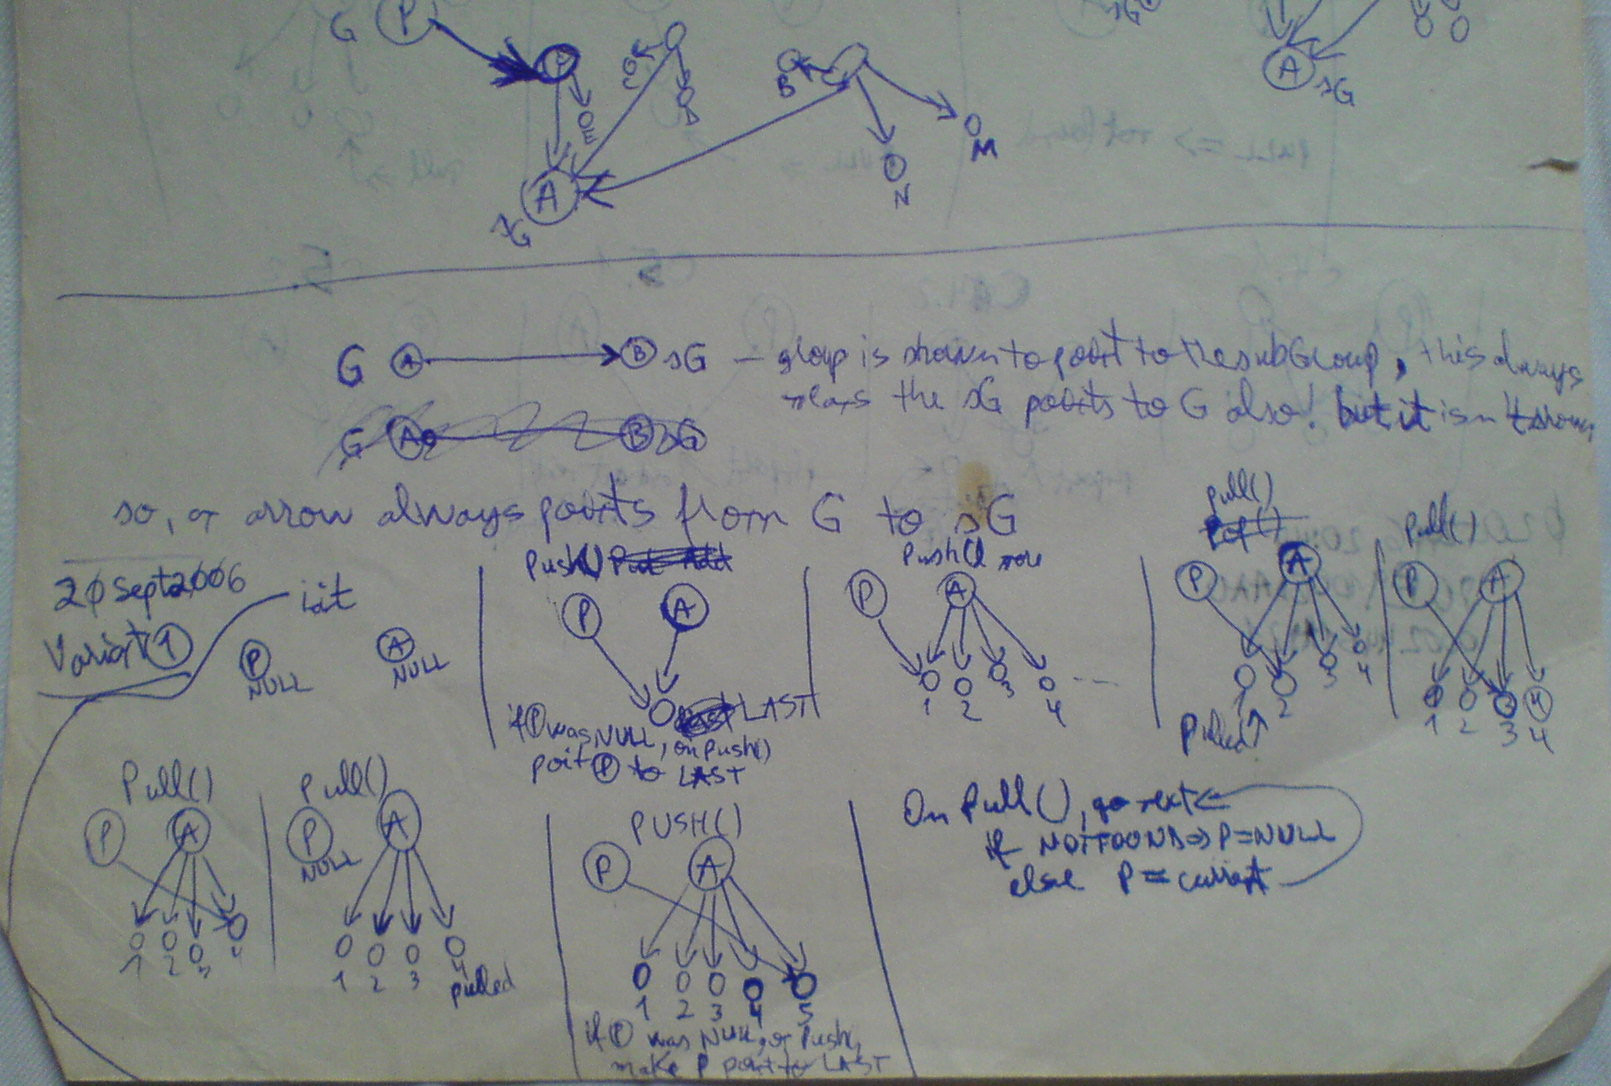 G P
E
C
D
B
N
M
A
sG
A sG
G A B sG — group is shown to point to the subGroup, this always
means the sG points to G also! but it isn't shown
G A B sG
so, an arrow always points from G to sG
20 Sept 2006
Variant 1
init
P
NULL
A
NULL
Push()
P A
LAST
if P was NULL, on Push()
point P to LAST
Push()
P A
1 2 3 4 ...
pull()
pop()
P A
1 2 3 4
Pulled↑
Pull()
P A
1 2 3 4
Pull()
P A
1 2 3 4
Pull()
P A
NULL
1 2 3 4
pulled
PUSH()
P A
1 2 3 4 5
if P was NULL, on Push,
make P point to LAST
On Pull(), go next
if NOTFOUND => P=NULL
else P = current